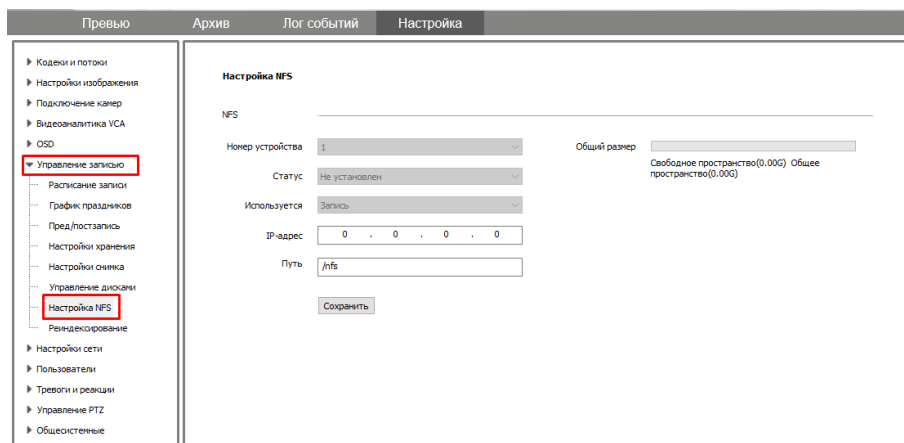 Превью Архив Лог событий Настройка
Кодеки и потоки
Настройки изображения
Подключение камер
Видеоаналитика VCA
OSD
Управление записью
Расписание записи
График праздников
Пред/постзапись
Настройки хранения
Настройки снимка
Управление дисками
Настройка NFS
Реиндексирование
Настройки сети
Пользователи
Тревоги и реакции
Управление PTZ
Общесистемные
Настройка NFS
NFS
Номер устройства 1
Статус Не установлен
Используется Запись
IP-адрес 0 . 0 . 0 . 0
Путь /nfs
Сохранить
Общий размер
Свободное пространство(0.00G) Общее
пространство(0.00G)